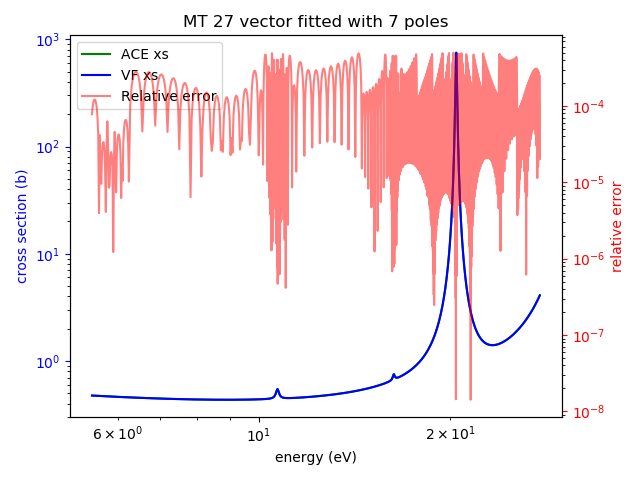 MT 27 vector fitted with 7 poles
ACE xs
VF xs
Relative error
cross section (b)
10³
10²
10¹
10⁰
10⁻⁴
10⁻⁵
10⁻⁶
10⁻⁷
10⁻⁸
relative error
6 × 10⁰
10¹
2 × 10¹
energy (eV)